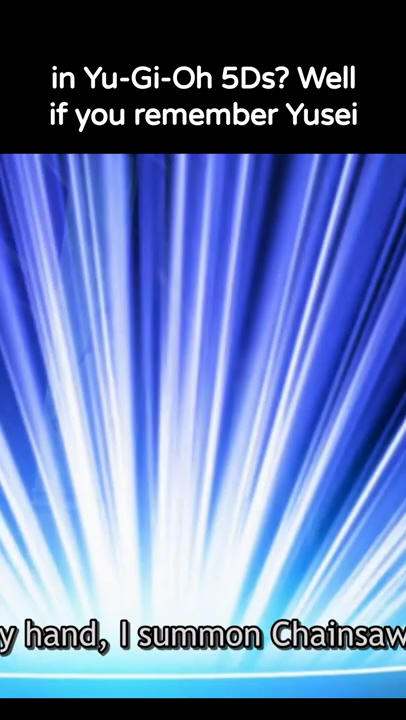 in Yu-Gi-Oh 5Ds? Well
if you remember Yusei
y hand, I summon Chainsaw